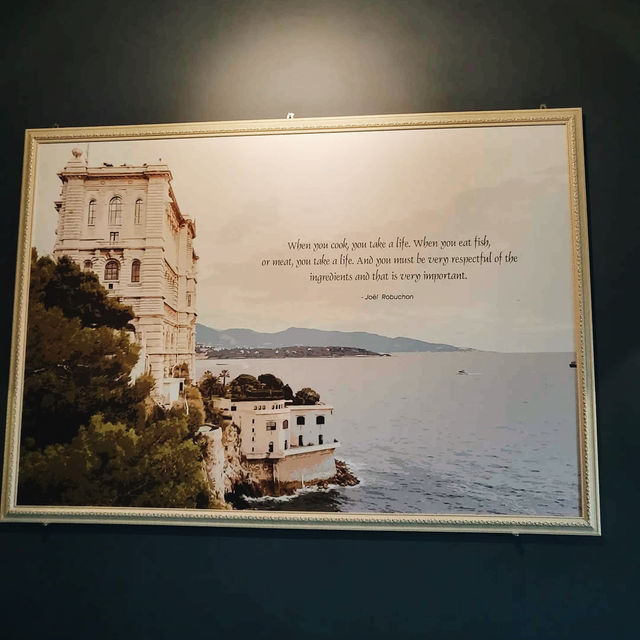 When you cook, you take a life. When you eat fish,
or meat, you take a life. And you must be very respectful of the
ingredients and that is very important.
- Joël Robuchon